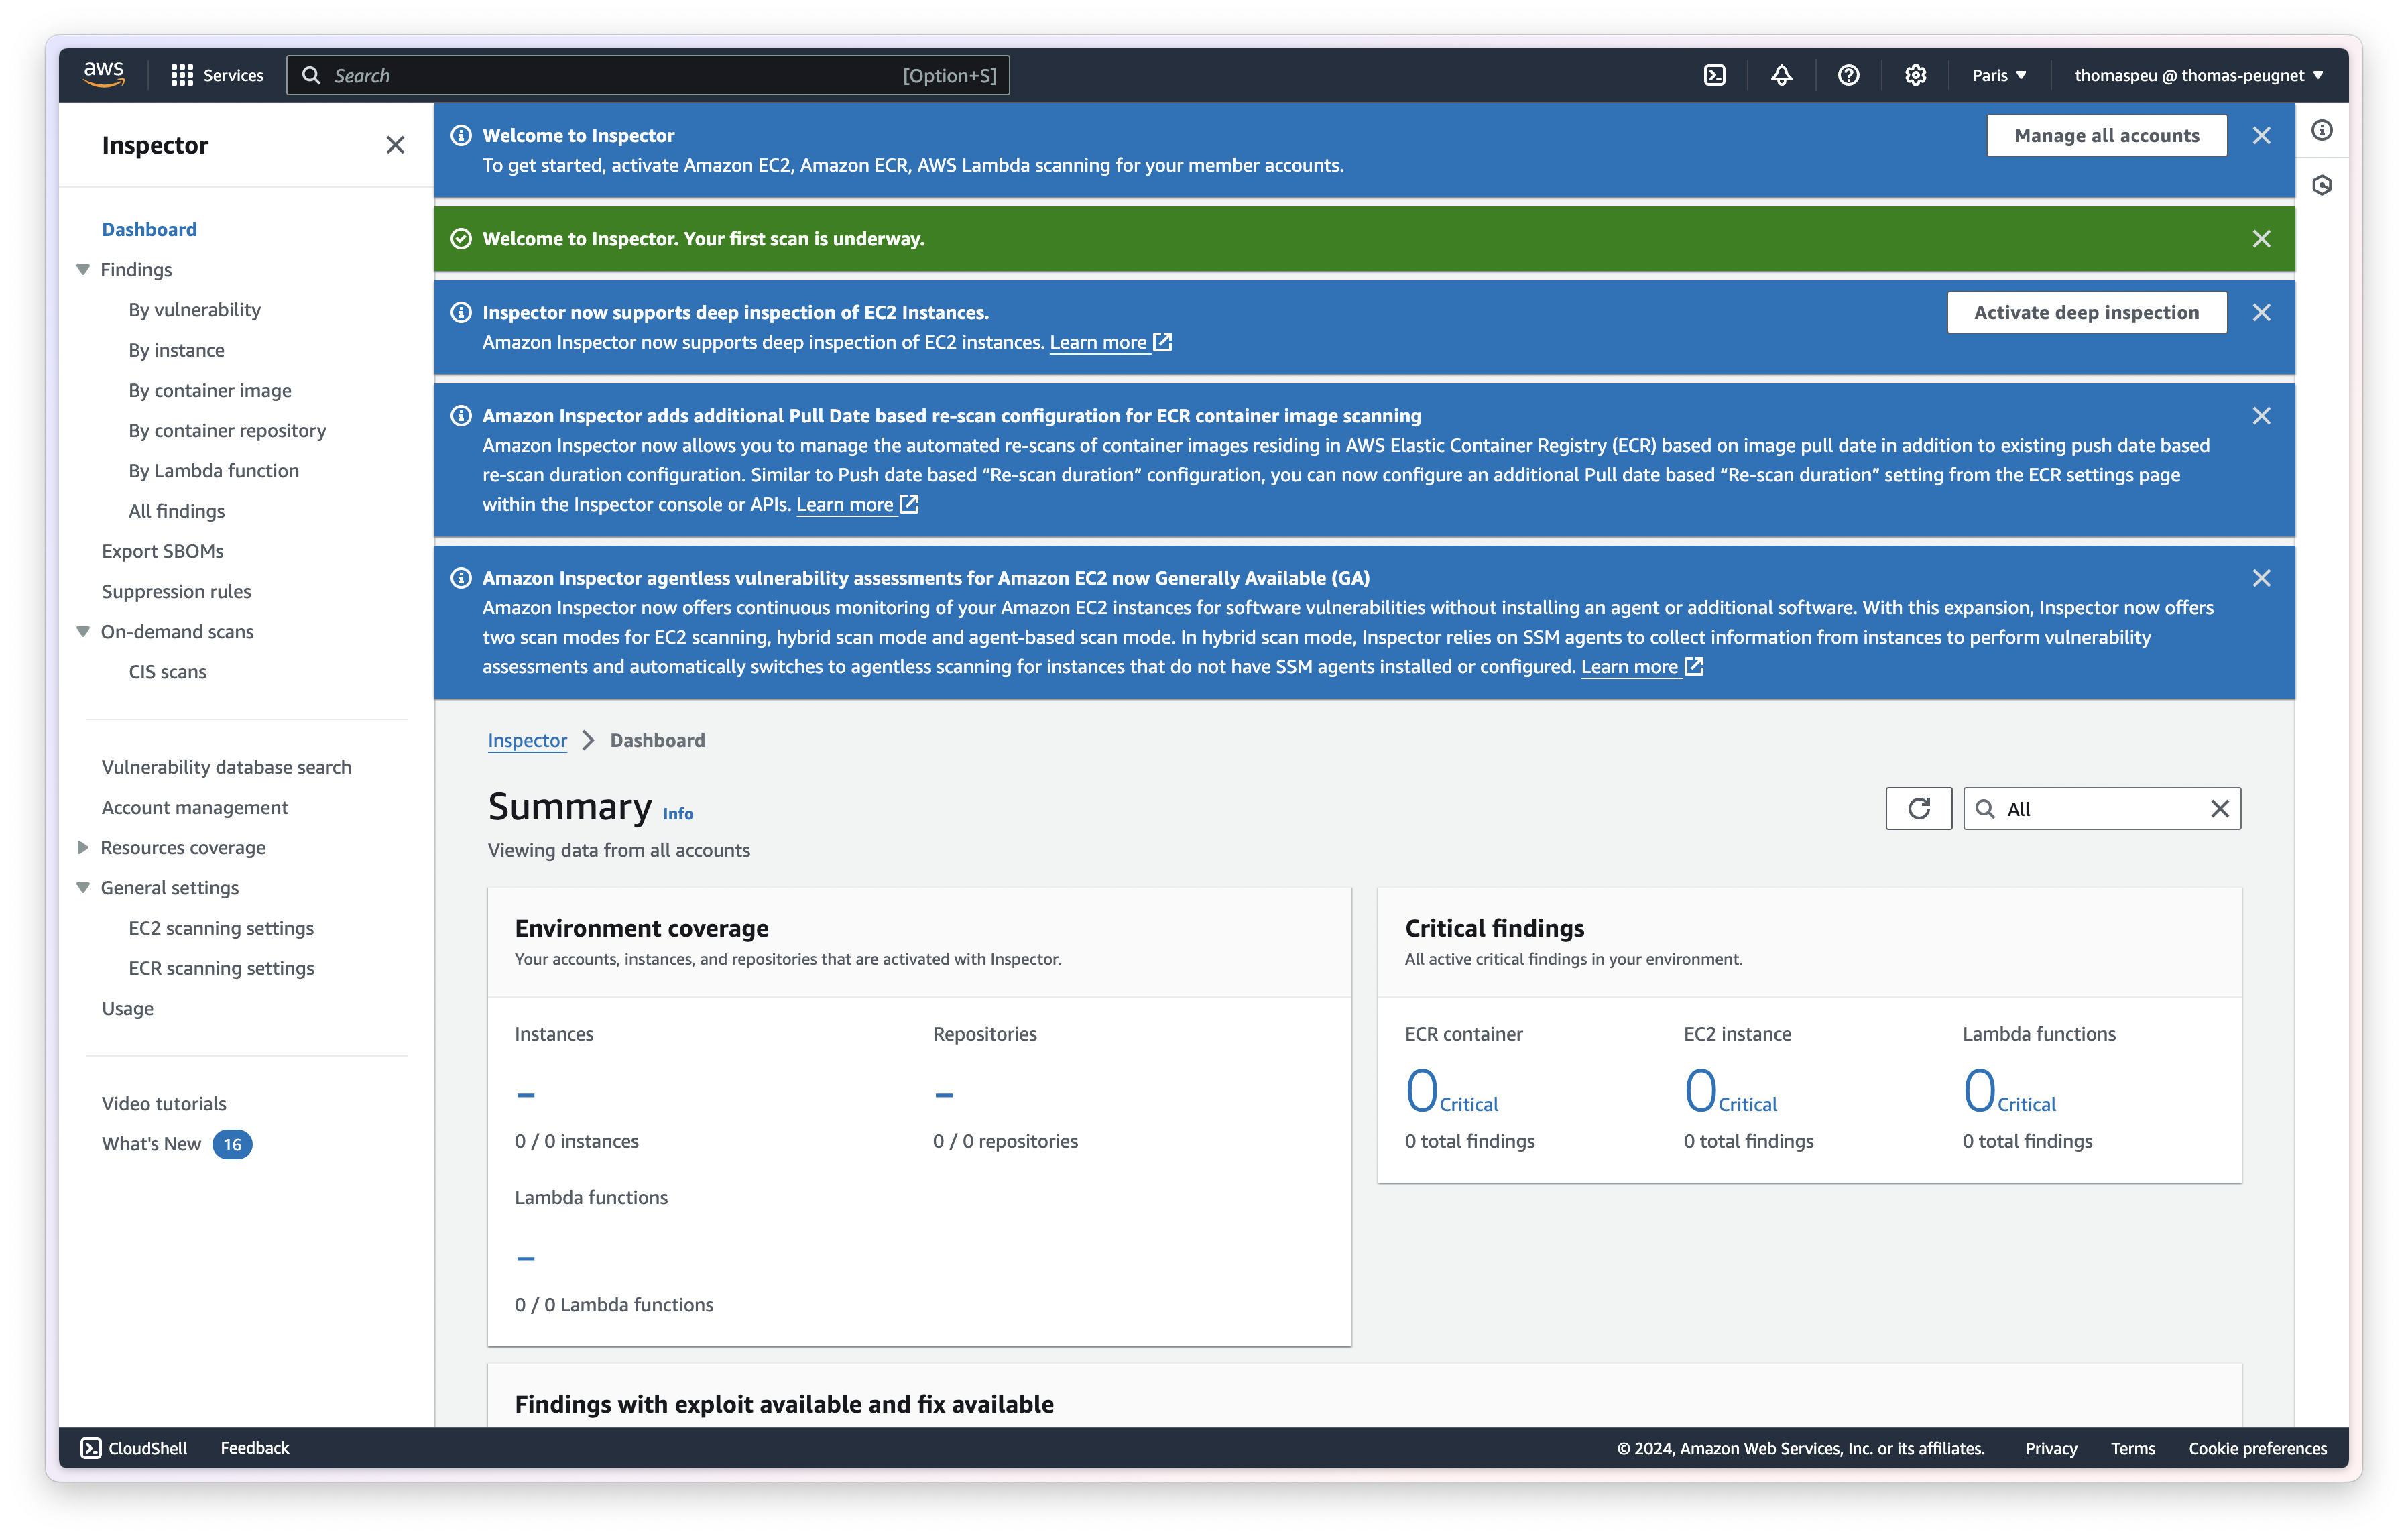 aws
Services
Search
[Option+S]
Paris
thomaspeu @ thomas-peugnet
Inspector
Dashboard
Findings
By vulnerability
By instance
By container image
By container repository
By Lambda function
All findings
Export SBOMs
Suppression rules
On-demand scans
CIS scans
Vulnerability database search
Account management
Resources coverage
General settings
EC2 scanning settings
ECR scanning settings
Usage
Video tutorials
What's New 16
Welcome to Inspector
To get started, activate Amazon EC2, Amazon ECR, AWS Lambda scanning for your member accounts.
Manage all accounts
Welcome to Inspector. Your first scan is underway.
Inspector now supports deep inspection of EC2 Instances.
Amazon Inspector now supports deep inspection of EC2 instances. Learn more
Activate deep inspection
Amazon Inspector adds additional Pull Date based re-scan configuration for ECR container image scanning
Amazon Inspector now allows you to manage the automated re-scans of container images residing in AWS Elastic Container Registry (ECR) based on image pull date in addition to existing push date based
re-scan duration configuration. Similar to Push date based “Re-scan duration” configuration, you can now configure an additional Pull date based “Re-scan duration” setting from the ECR settings page
within the Inspector console or APIs. Learn more
Amazon Inspector agentless vulnerability assessments for Amazon EC2 now Generally Available (GA)
Amazon Inspector now offers continuous monitoring of your Amazon EC2 instances for software vulnerabilities without installing an agent or additional software. With this expansion, Inspector now offers
two scan modes for EC2 scanning, hybrid scan mode and agent-based scan mode. In hybrid scan mode, Inspector relies on SSM agents to collect information from instances to perform vulnerability
assessments and automatically switches to agentless scanning for instances that do not have SSM agents installed or configured. Learn more
Inspector > Dashboard
Summary Info
Viewing data from all accounts
All
Environment coverage
Your accounts, instances, and repositories that are activated with Inspector.
Instances
–
0 / 0 instances
Repositories
–
0 / 0 repositories
Lambda functions
–
0 / 0 Lambda functions
Critical findings
All active critical findings in your environment.
ECR container
0 Critical
0 total findings
EC2 instance
0 Critical
0 total findings
Lambda functions
0 Critical
0 total findings
Findings with exploit available and fix available
CloudShell
Feedback
© 2024, Amazon Web Services, Inc. or its affiliates.
Privacy
Terms
Cookie preferences